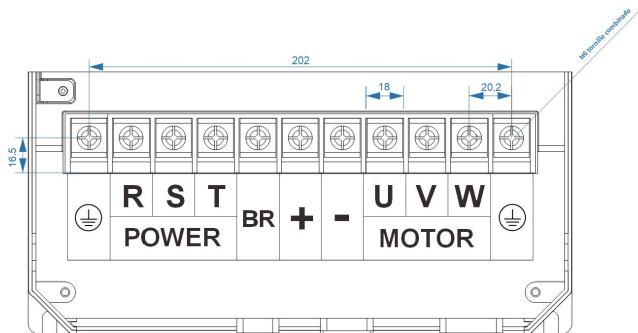 M6 tornillo combinado
202
18
20.2
16.5
R S T
U V W
BR + -
POWER
MOTOR